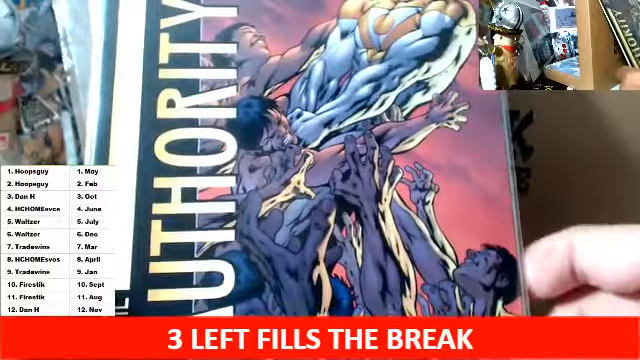 AUTHORITY
1. Hoopsguy 1. May
2. Hoopsguy 2. Feb
3. Dan H 3. Oct
4. HCHOMEsvcs 4. June
5. Waltzer 5. July
6. Waltzer 6. Dec
7. Tradewins 7. Mar
8. HCHOMEsvos 8. April
9. Tradewins 9. Jan
10. Firestik 10. Sept
11. Firestik 11. Aug
12. Dan H 12. Nov
3 LEFT FILLS THE BREAK